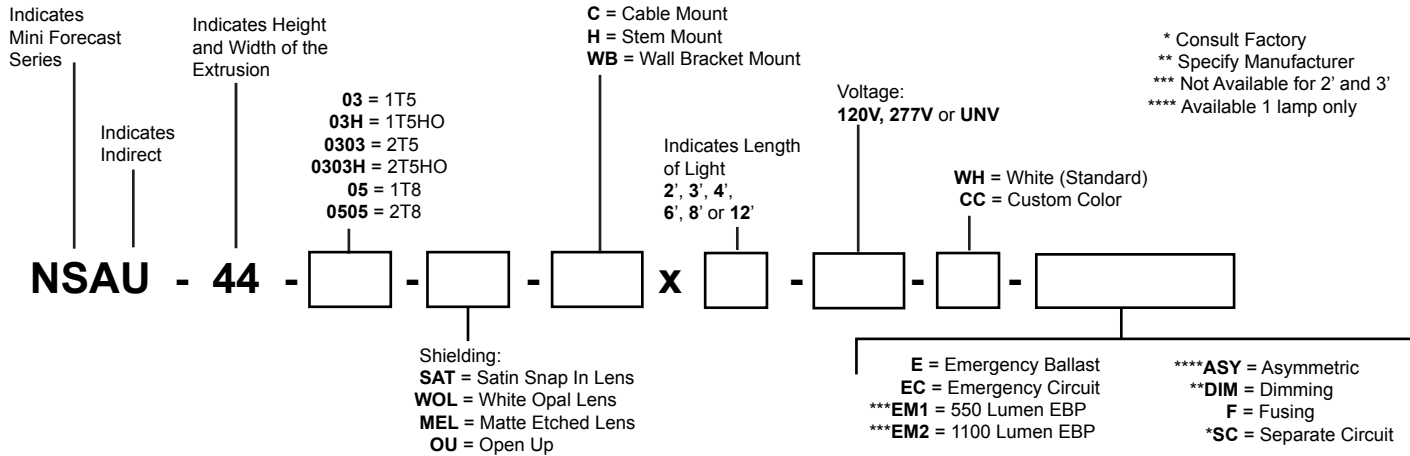 Indicates
Mini Forecast
Series
Indicates
Indirect
Indicates Height
and Width of the
Extrusion
03 = 1T5
03H = 1T5HO
0303 = 2T5
0303H = 2T5HO
05 = 1T8
0505 = 2T8
C = Cable Mount
H = Stem Mount
WB = Wall Bracket Mount
Indicates Length
of Light
2’, 3’, 4’,
6’, 8’ or 12’
Voltage:
120V, 277V or UNV
WH = White (Standard)
CC = Custom Color
* Consult Factory
** Specify Manufacturer
*** Not Available for 2’ and 3’
**** Available 1 lamp only
NSAU - 44 - - - x - - -
Shielding:
SAT = Satin Snap In Lens
WOL = White Opal Lens
MEL = Matte Etched Lens
OU = Open Up
E = Emergency Ballast
EC = Emergency Circuit
***EM1 = 550 Lumen EBP
***EM2 = 1100 Lumen EBP
****ASY = Asymmetric
**DIM = Dimming
F = Fusing
*SC = Separate Circuit